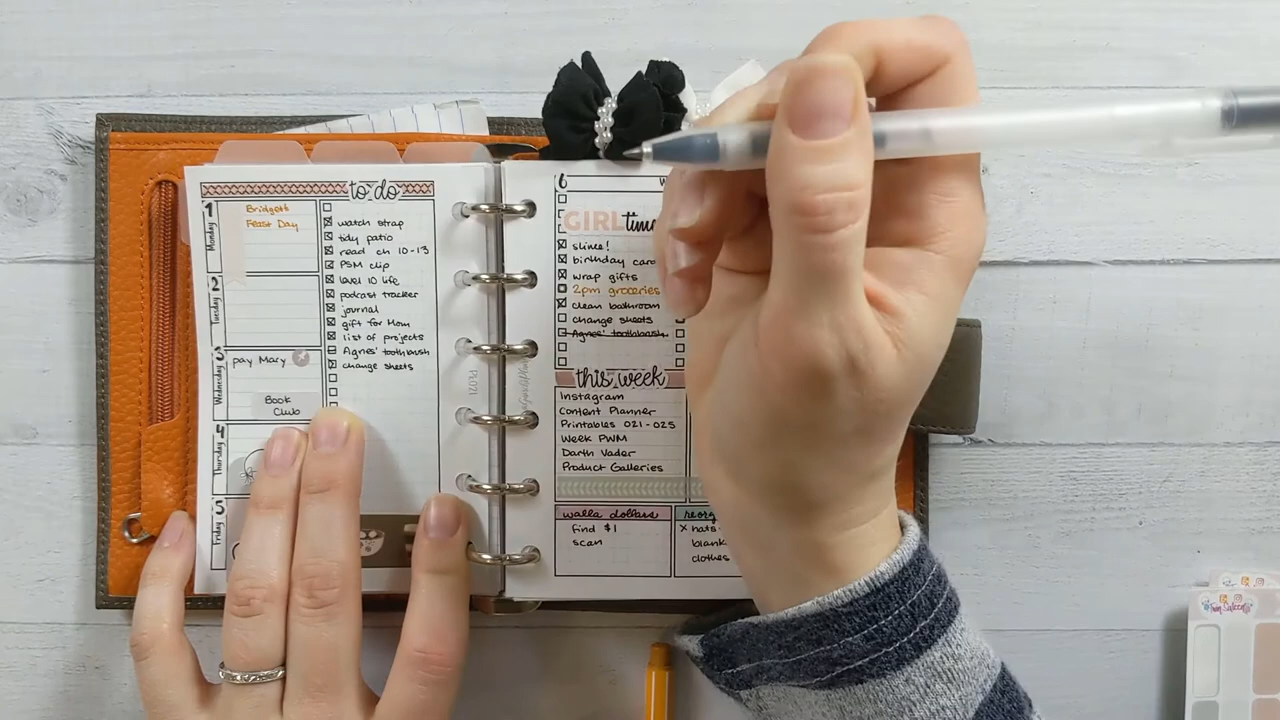 to do
1
Monday
Bridgets
Feast Day
2
Tuesday
3
Wednesday
pay Mary
Book
Club
4
Thursday
5
Friday
watch strap
tidy patio
read ch 10-13
PSM clip
level 10 life
podcast tracker
journal
gift for Mom
list of projects
Agnes' toothbrush
change sheets
PL021
6
GIRL time
slime!
birthday card
wrap gifts
2pm groceries
clean bathroom
change sheets
Agnes' toothbrush
this week
Instagram
Content Planner
Printables 021-025
Week PWM
Darth Vader
Product Galleries
walla dollars
find $1
scan
reorg
x hats
blank
clothes